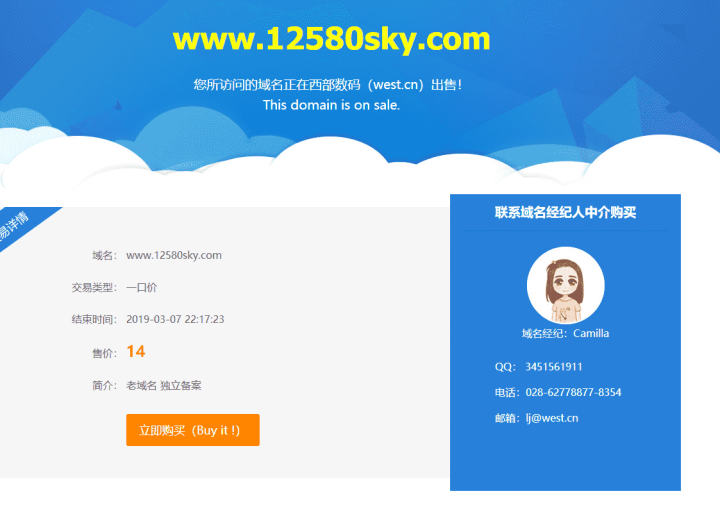 www.12580sky.com
您所访问的域名正在西部数码（west.cn）出售！
This domain is on sale.
易详情
域名： www.12580sky.com
交易类型： 一口价
结束时间： 2019-03-07 22:17:23
售价： 14
简介： 老域名 独立备案
立即购买（Buy it !）
联系域名经纪人中介购买
域名经纪：Camilla
QQ： 3451561911
电话：028-62778877-8354
邮箱：lj@west.cn